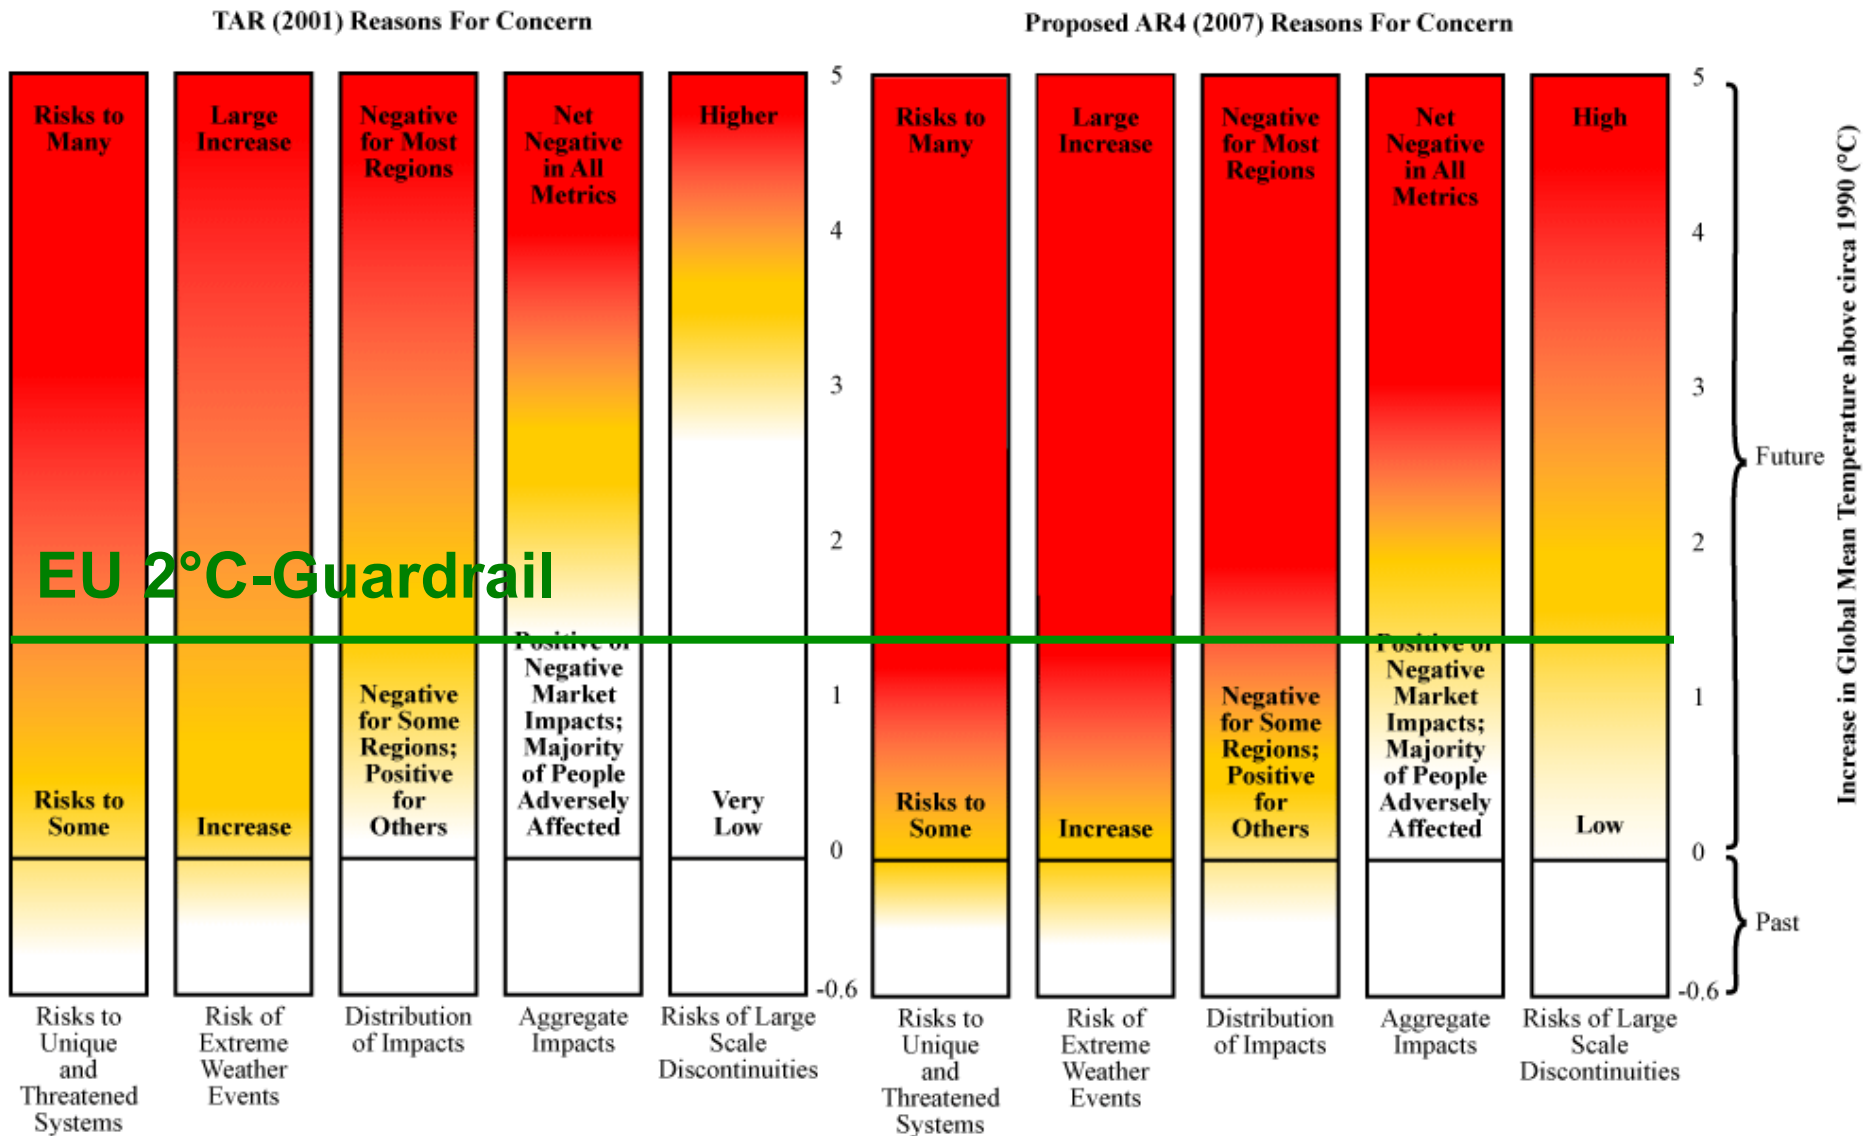 TAR (2001) Reasons For Concern
Risks to
Many
Risks to
Some
Large
Increase
Increase
Negative
for Most
Regions
Negative
for Some
Regions;
Positive
for
Others
Net
Negative
in All
Metrics
Positive or
Negative
Market
Impacts;
Majority
of People
Adversely
Affected
Higher
Very
Low
5
4
3
2
1
0
-0.6
Risks to
Unique
and
Threatened
Systems
Risk of
Extreme
Weather
Events
Distribution
of Impacts
Aggregate
Impacts
Risks of Large
Scale
Discontinuities
EU 2°C-Guardrail
Proposed AR4 (2007) Reasons For Concern
Risks to
Many
Risks to
Some
Large
Increase
Increase
Negative
for Most
Regions
Negative
for Some
Regions;
Positive
for
Others
Net
Negative
in All
Metrics
Positive or
Negative
Market
Impacts;
Majority
of People
Adversely
Affected
High
Low
5
4
3
2
1
0
-0.6
Risks to
Unique
and
Threatened
Systems
Risk of
Extreme
Weather
Events
Distribution
of Impacts
Aggregate
Impacts
Risks of Large
Scale
Discontinuities
Future
Past
Increase in Global Mean Temperature above circa 1990 (°C)